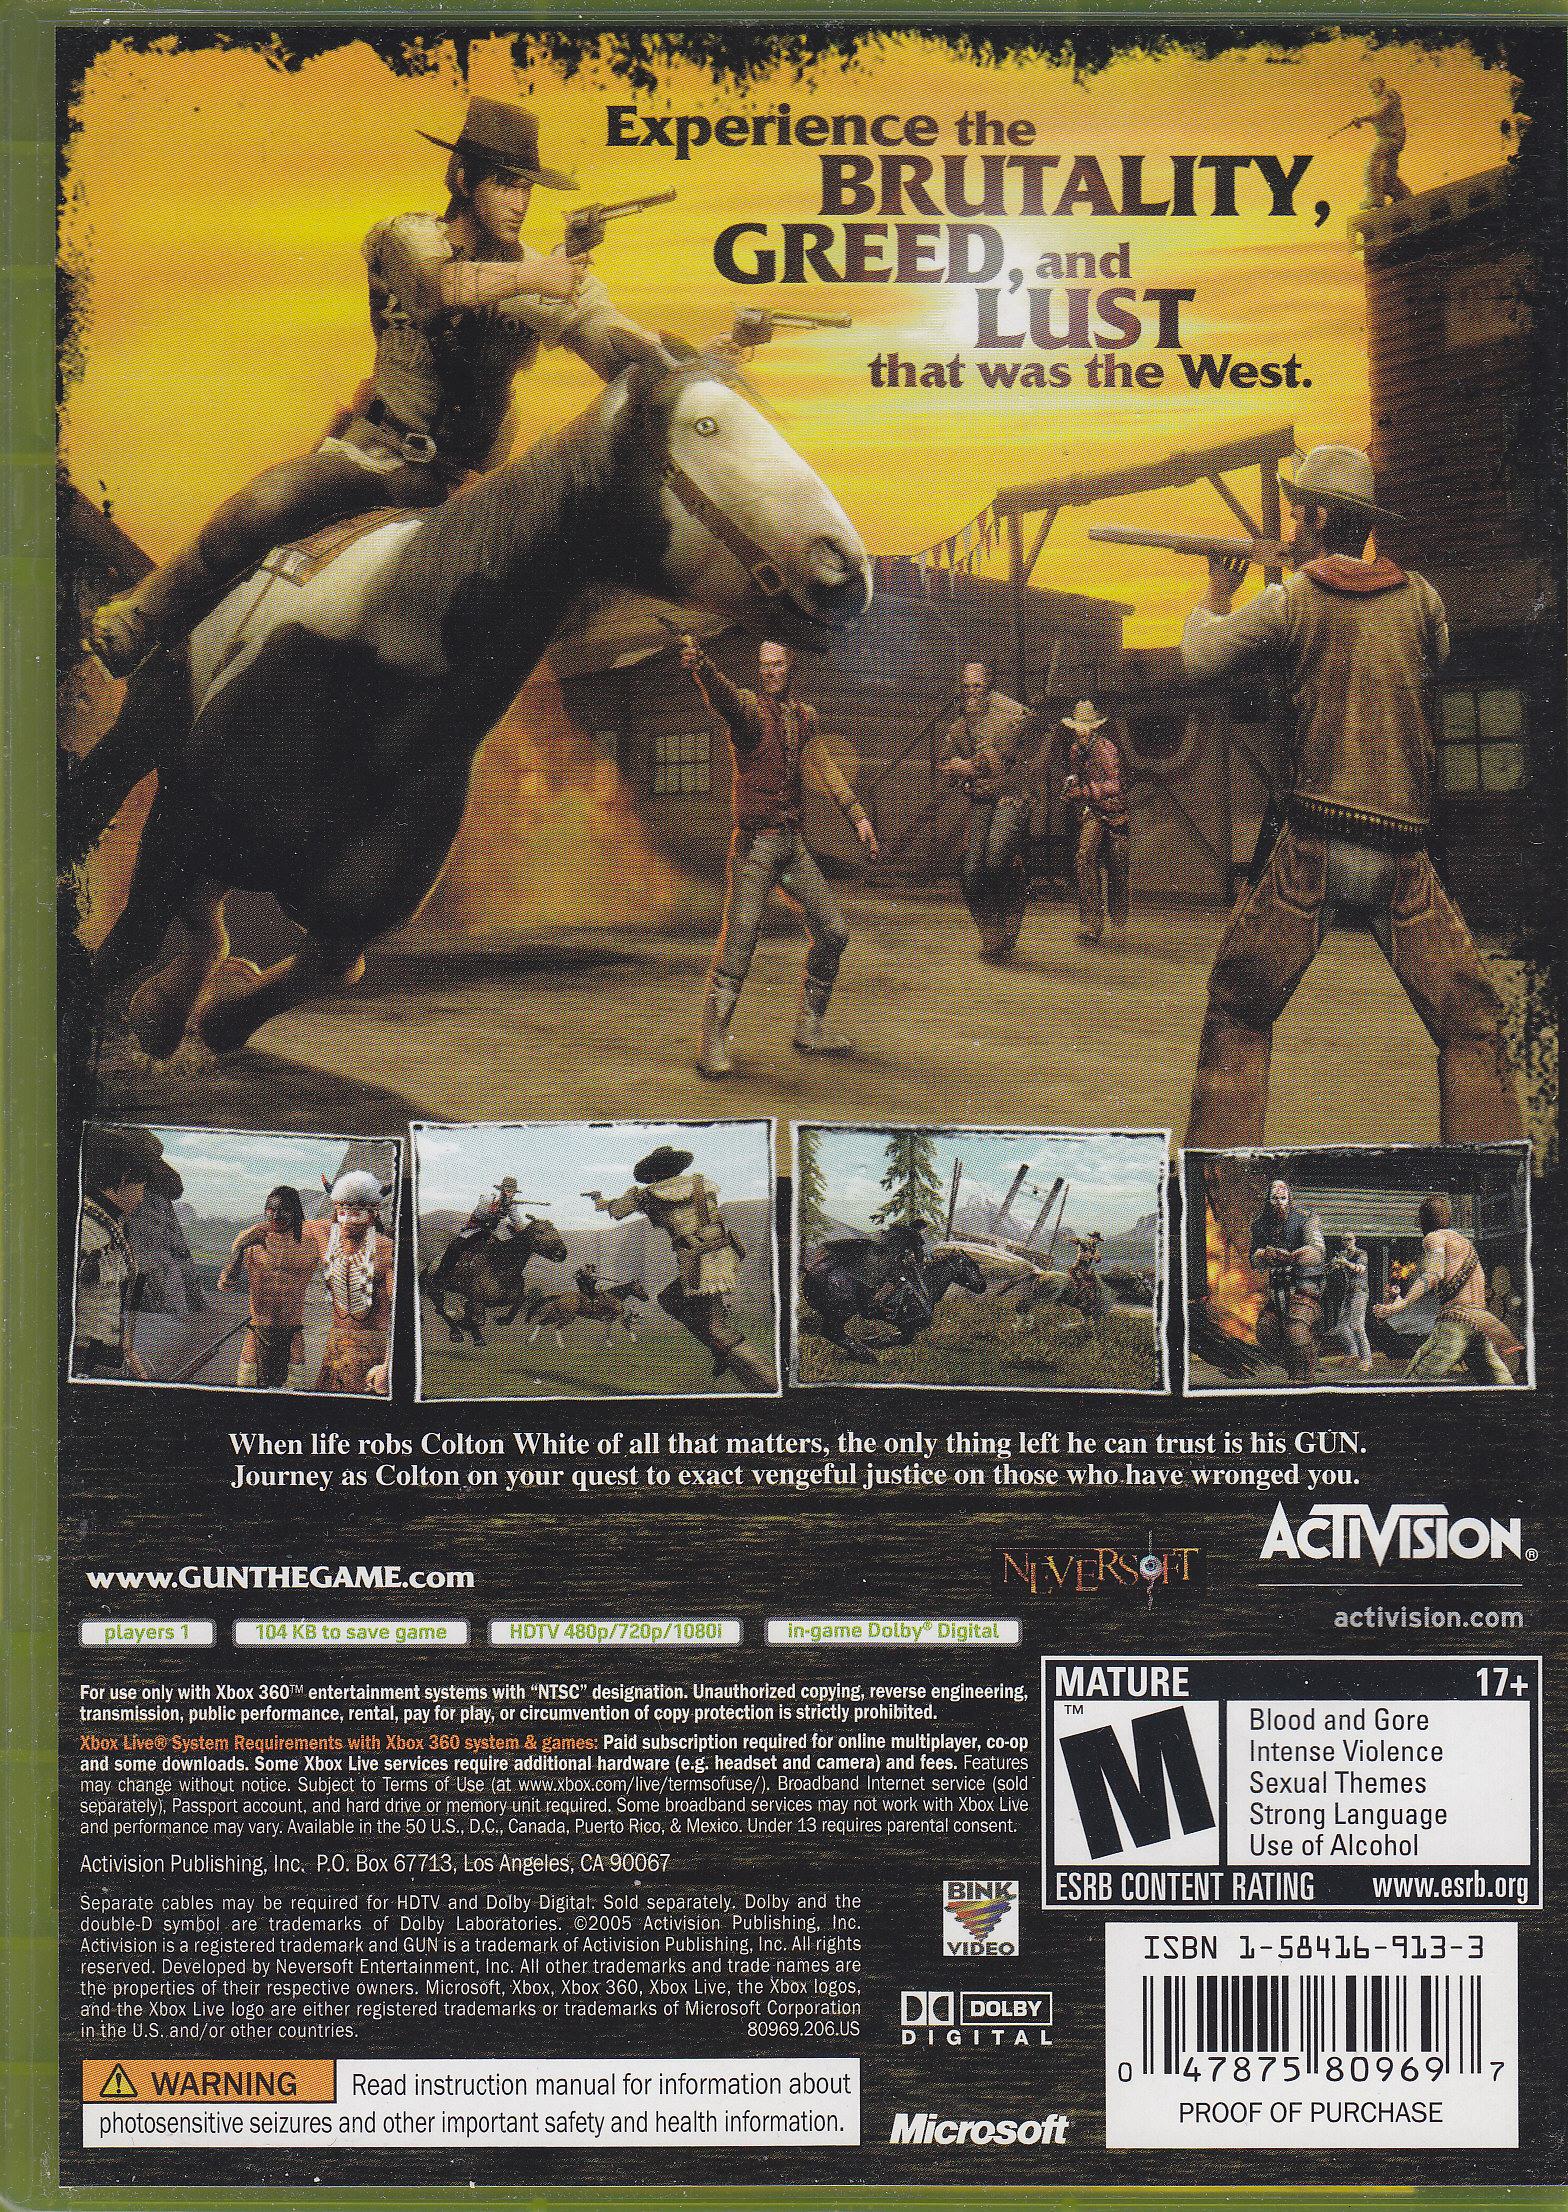 Experience the
BRUTALITY,
GREED, and
LUST
that was the West.
When life robs Colton White of all that matters, the only thing left he can trust is his GUN.
Journey as Colton on your quest to exact vengeful justice on those who have wronged you.
www.GUNTHEGAME.com
NEVERSOFT
ACTIVISION®
activision.com
players 1
104 KB to save game
HDTV 480p/720p/1080i
in-game Dolby® Digital
For use only with Xbox 360™ entertainment systems with “NTSC” designation. Unauthorized copying, reverse engineering,
transmission, public performance, rental, pay for play, or circumvention of copy protection is strictly prohibited.
Xbox Live® System Requirements with Xbox 360 system & games: Paid subscription required for online multiplayer, co-op
and some downloads. Some Xbox Live services require additional hardware (e.g. headset and camera) and fees. Features
may change without notice. Subject to Terms of Use (at www.xbox.com/live/termsofuse/). Broadband Internet service (sold
separately), Passport account, and hard drive or memory unit required. Some broadband services may not work with Xbox Live
and performance may vary. Available in the 50 U.S., D.C., Canada, Puerto Rico, & Mexico. Under 13 requires parental consent.
Activision Publishing, Inc. P.O. Box 67713, Los Angeles, CA 90067
Separate cables may be required for HDTV and Dolby Digital. Sold separately. Dolby and the
double-D symbol are trademarks of Dolby Laboratories. ©2005 Activision Publishing, Inc.
Activision is a registered trademark and GUN is a trademark of Activision Publishing, Inc. All rights
reserved. Developed by Neversoft Entertainment, Inc. All other trademarks and trade names are
the properties of their respective owners. Microsoft, Xbox, Xbox 360, Xbox Live, the Xbox logos,
and the Xbox Live logo are either registered trademarks or trademarks of Microsoft Corporation
in the U.S. and/or other countries.
80969.206.US
WARNING Read instruction manual for information about
photosensitive seizures and other important safety and health information.
MATURE 17+
™
M
Blood and Gore
Intense Violence
Sexual Themes
Strong Language
Use of Alcohol
ESRB CONTENT RATING www.esrb.org
BINK
VIDEO
DOLBY
DIGITAL
Microsoft
ISBN 1-58416-913-3
0 47875 80969 7
PROOF OF PURCHASE